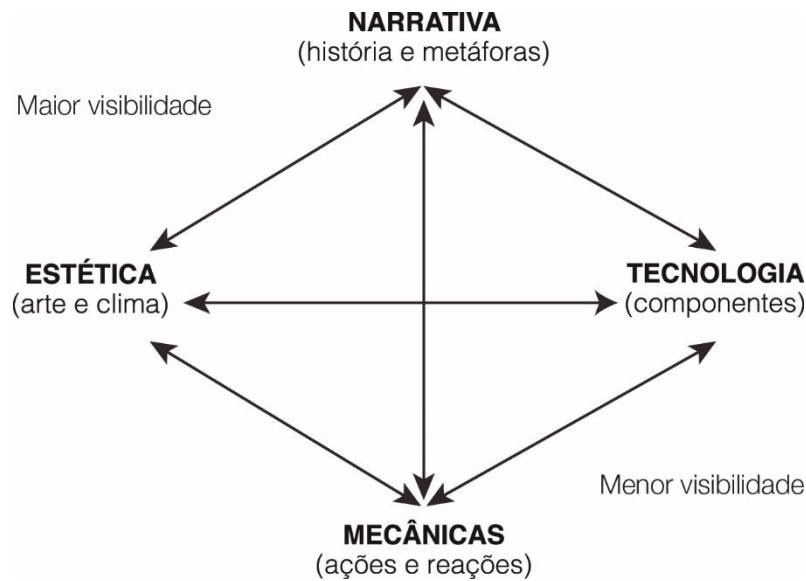 NARRATIVA
(história e metáforas)
Maior visibilidade
ESTÉTICA
(arte e clima)
TECNOLOGIA
(componentes)
Menor visibilidade
MECÂNICAS
(ações e reações)